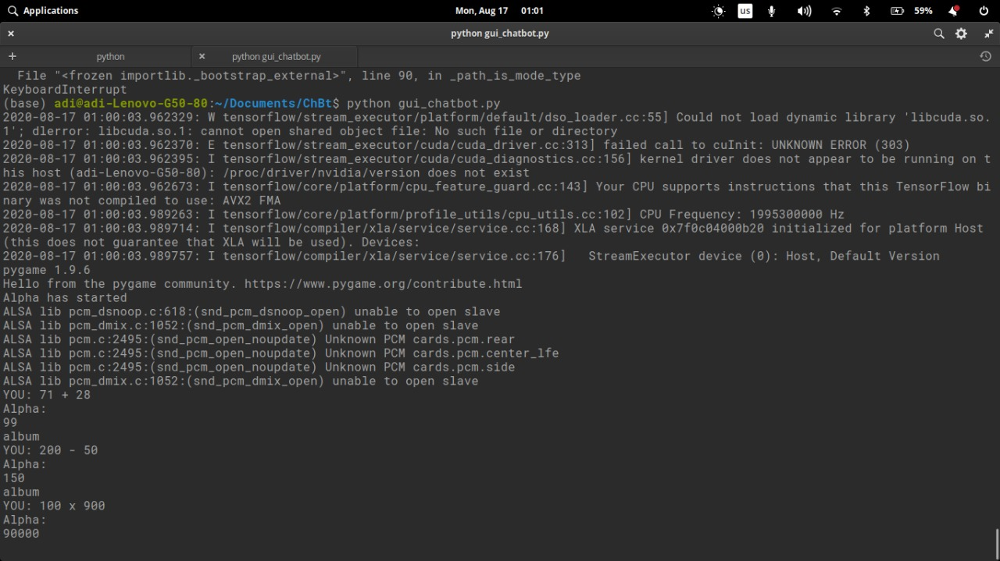 Applications
Mon, Aug 17 01:01
us
59%
python gui_chatbot.py
python
python gui_chatbot.py
  File "<frozen importlib._bootstrap_external>", line 90, in _path_is_mode_type
KeyboardInterrupt
(base) adi@adi-Lenovo-G50-80:~/Documents/ChBt$ python gui_chatbot.py
2020-08-17 01:00:03.962329: W tensorflow/stream_executor/platform/default/dso_loader.cc:55] Could not load dynamic library 'libcuda.so.
1'; dlerror: libcuda.so.1: cannot open shared object file: No such file or directory
2020-08-17 01:00:03.962370: E tensorflow/stream_executor/cuda/cuda_driver.cc:313] failed call to cuInit: UNKNOWN ERROR (303)
2020-08-17 01:00:03.962395: I tensorflow/stream_executor/cuda/cuda_diagnostics.cc:156] kernel driver does not appear to be running on t
his host (adi-Lenovo-G50-80): /proc/driver/nvidia/version does not exist
2020-08-17 01:00:03.962673: I tensorflow/core/platform/cpu_feature_guard.cc:143] Your CPU supports instructions that this TensorFlow bi
nary was not compiled to use: AVX2 FMA
2020-08-17 01:00:03.989263: I tensorflow/core/platform/profile_utils/cpu_utils.cc:102] CPU Frequency: 1995300000 Hz
2020-08-17 01:00:03.989714: I tensorflow/compiler/xla/service/service.cc:168] XLA service 0x7f0c04000b20 initialized for platform Host
(this does not guarantee that XLA will be used). Devices:
2020-08-17 01:00:03.989757: I tensorflow/compiler/xla/service/service.cc:176]   StreamExecutor device (0): Host, Default Version
pygame 1.9.6
Hello from the pygame community. https://www.pygame.org/contribute.html
Alpha has started
ALSA lib pcm_dsnoop.c:618:(snd_pcm_dsnoop_open) unable to open slave
ALSA lib pcm_dmix.c:1052:(snd_pcm_dmix_open) unable to open slave
ALSA lib pcm.c:2495:(snd_pcm_open_noupdate) Unknown PCM cards.pcm.rear
ALSA lib pcm.c:2495:(snd_pcm_open_noupdate) Unknown PCM cards.pcm.center_lfe
ALSA lib pcm.c:2495:(snd_pcm_open_noupdate) Unknown PCM cards.pcm.side
ALSA lib pcm_dmix.c:1052:(snd_pcm_dmix_open) unable to open slave
YOU: 71 + 28
Alpha:
99
album
YOU: 200 - 50
Alpha:
150
album
YOU: 100 x 900
Alpha:
90000